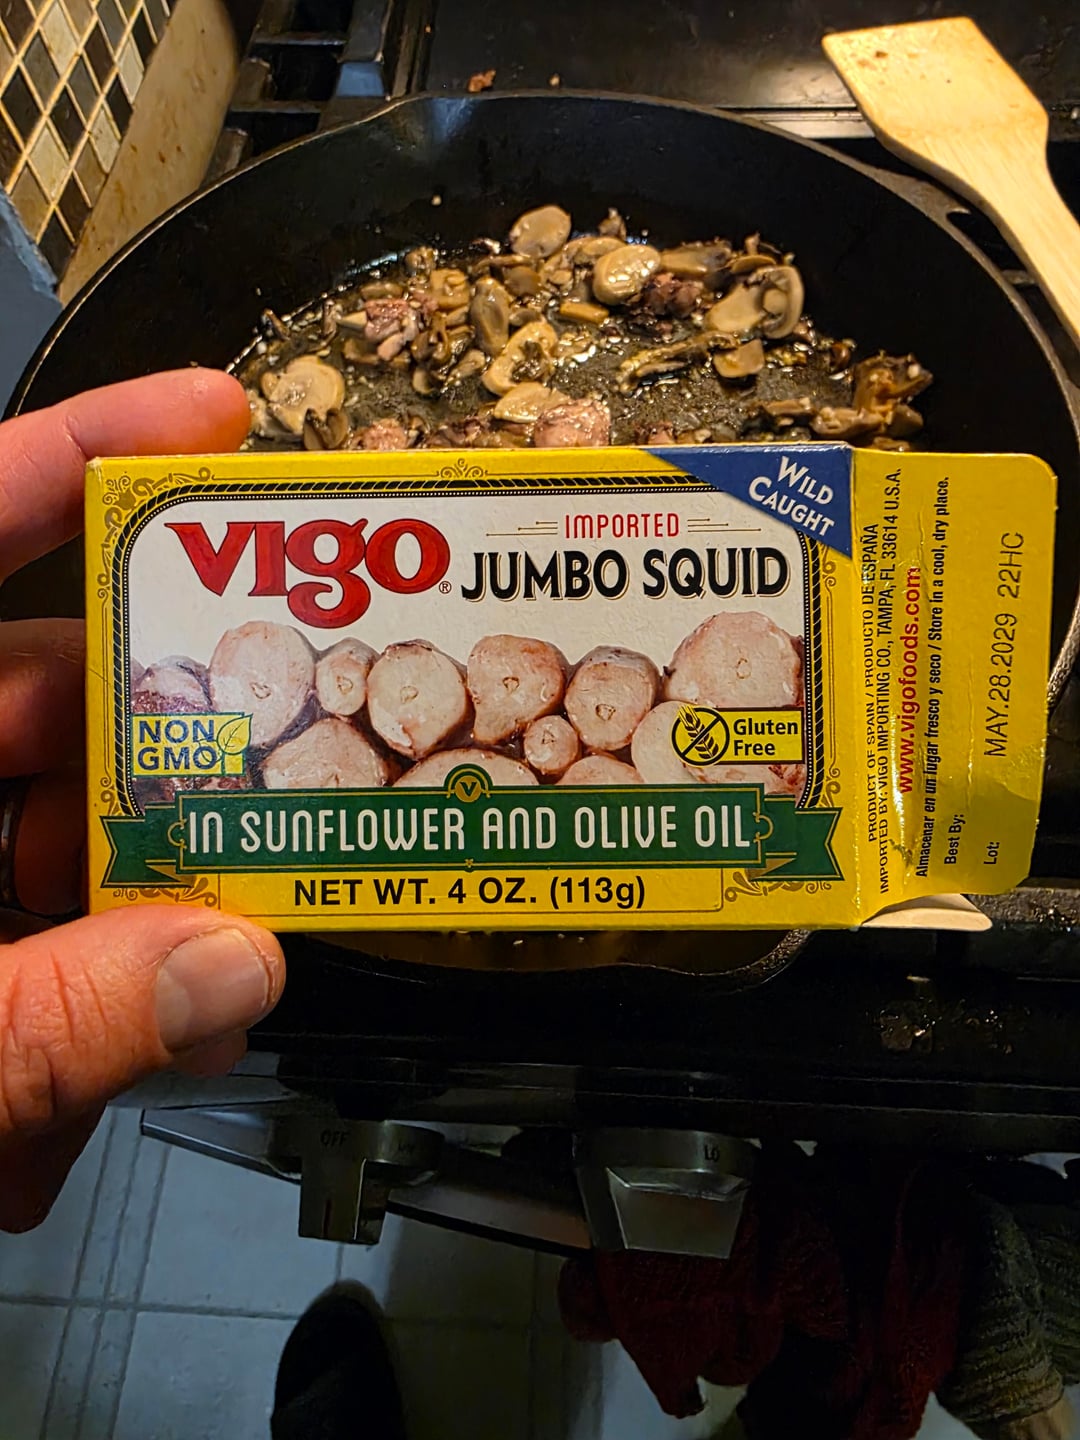 WILD
CAUGHT
VIGO®
IMPORTED
JUMBO SQUID
NON
GMO
Gluten
Free
V
IN SUNFLOWER AND OLIVE OIL
NET WT. 4 OZ. (113g)
PRODUCT OF SPAIN / PRODUCTO DE ESPAÑA
IMPORTED BY: VIGO IMPORTING CO., TAMPA, FL 33614 U.S.A.
www.vigofoods.com
Almacenar en un lugar fresco y seco / Store in a cool, dry place.
Best By:
Lot:
MAY.28.2029 22HC
OFF
LO